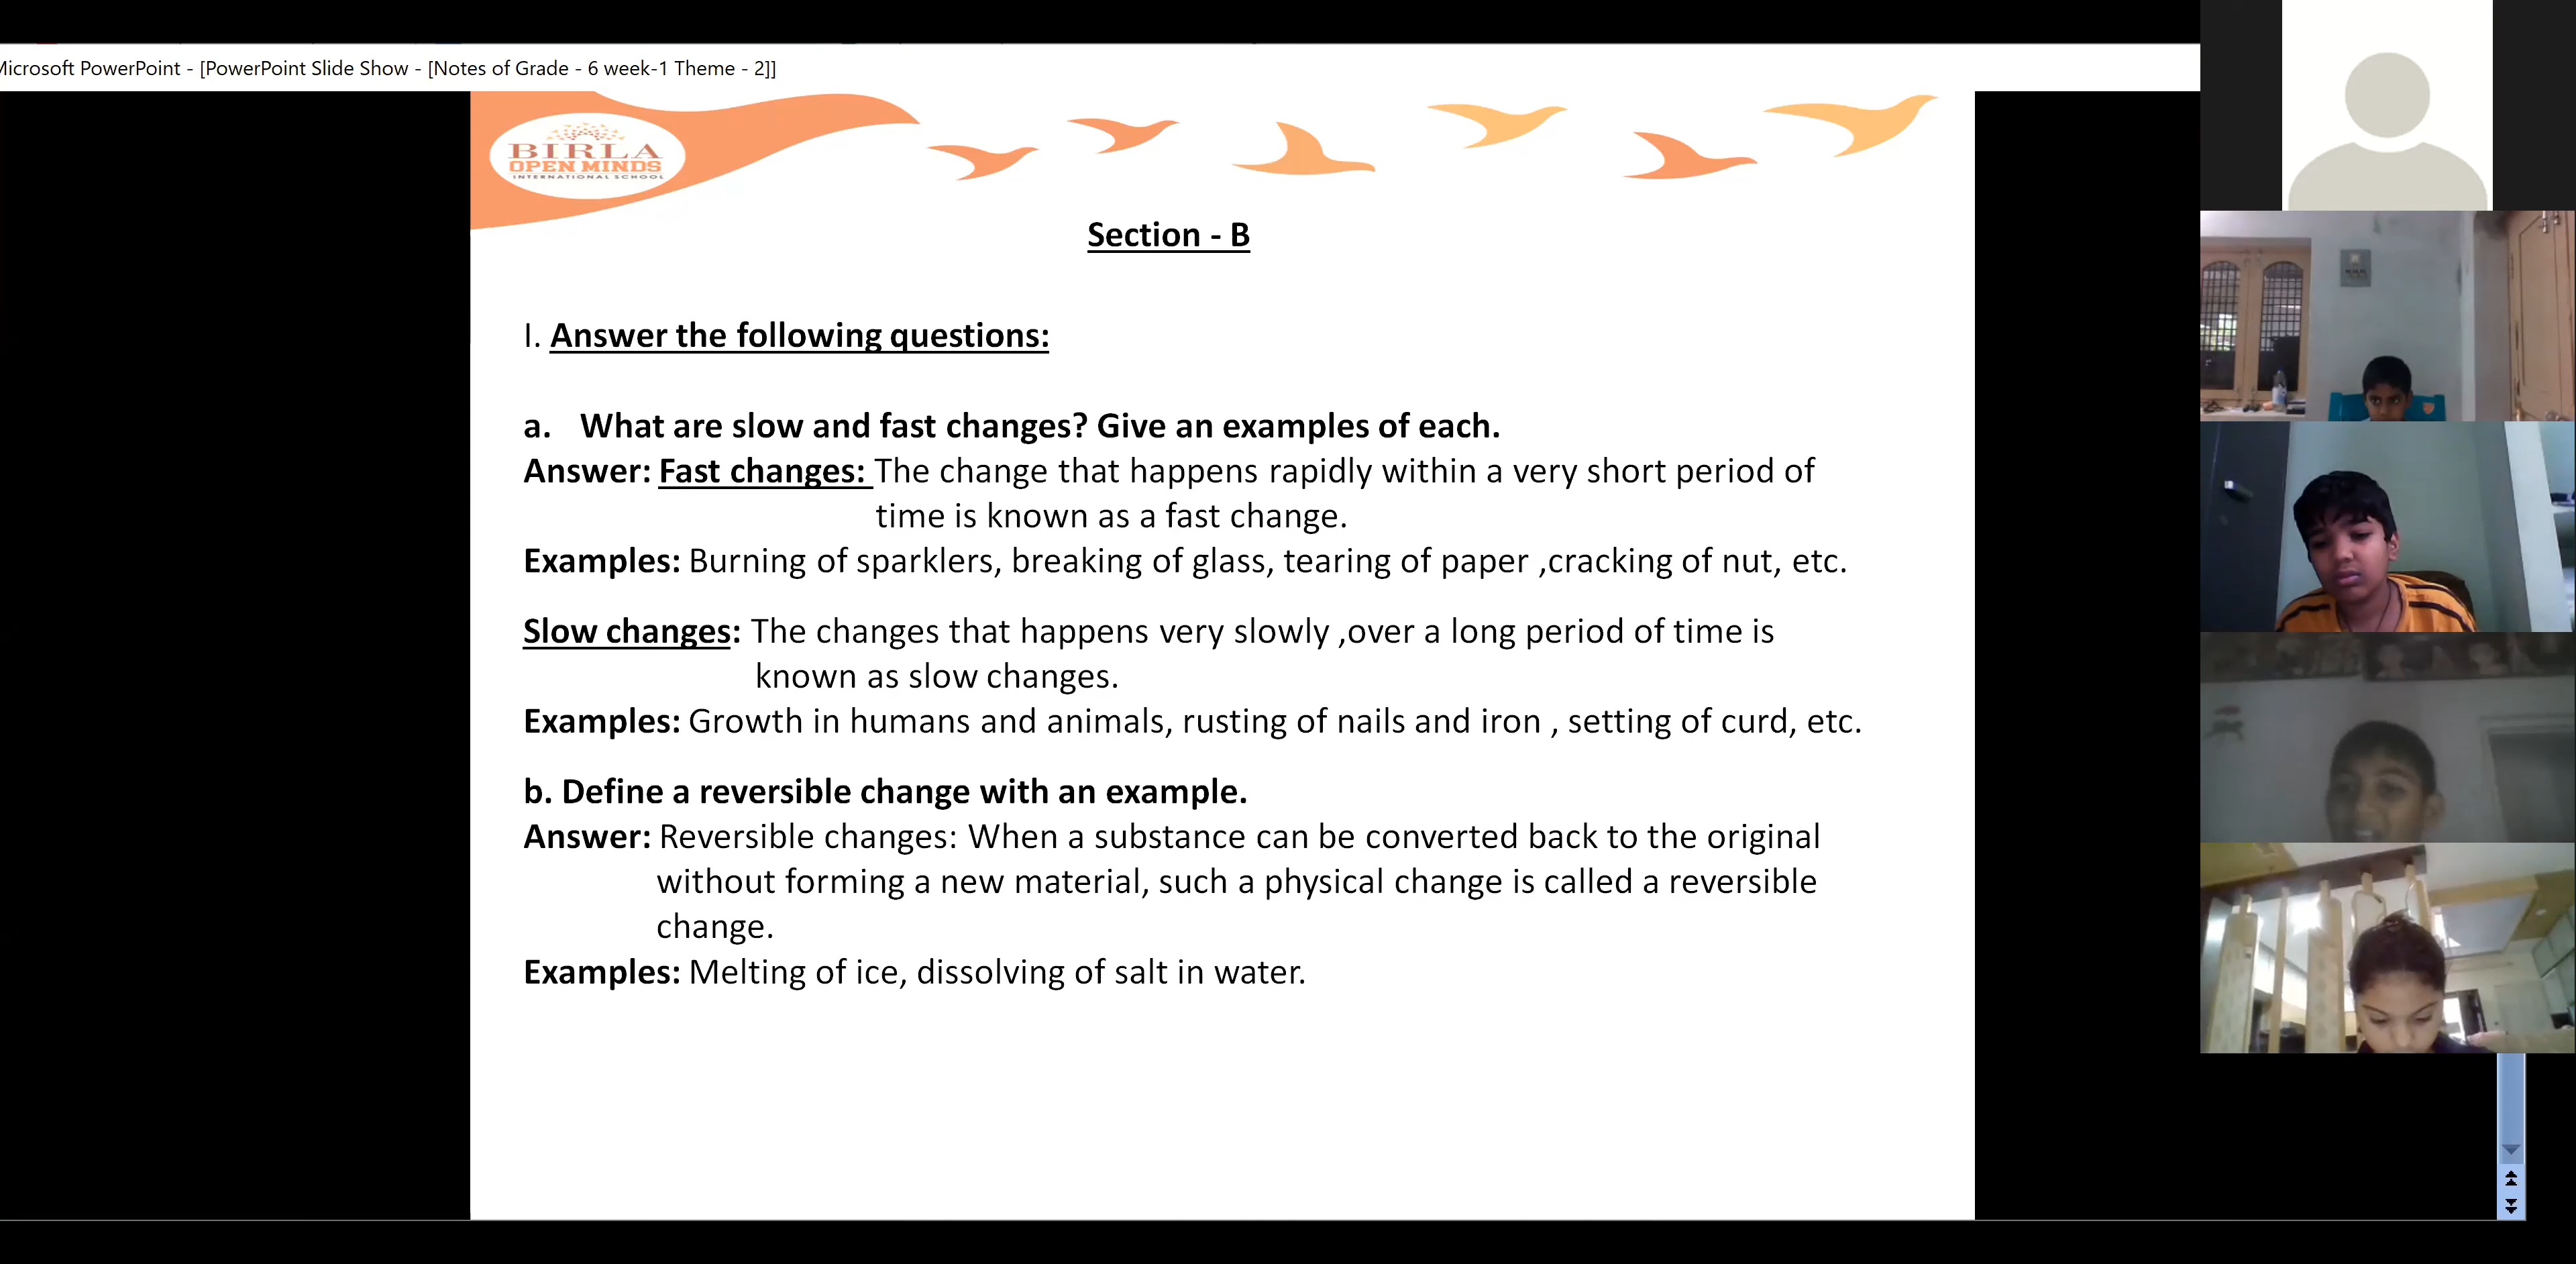 Microsoft PowerPoint - [PowerPoint Slide Show - [Notes of Grade - 6 week-1 Theme - 2]]
BIRLA
OPEN MINDS
INTERNATIONAL SCHOOL
Section - B
I. Answer the following questions:
a. What are slow and fast changes? Give an examples of each.
Answer: Fast changes: The change that happens rapidly within a very short period of
time is known as a fast change.
Examples: Burning of sparklers, breaking of glass, tearing of paper ,cracking of nut, etc.
Slow changes: The changes that happens very slowly ,over a long period of time is
known as slow changes.
Examples: Growth in humans and animals, rusting of nails and iron , setting of curd, etc.
b. Define a reversible change with an example.
Answer: Reversible changes: When a substance can be converted back to the original
without forming a new material, such a physical change is called a reversible
change.
Examples: Melting of ice, dissolving of salt in water.